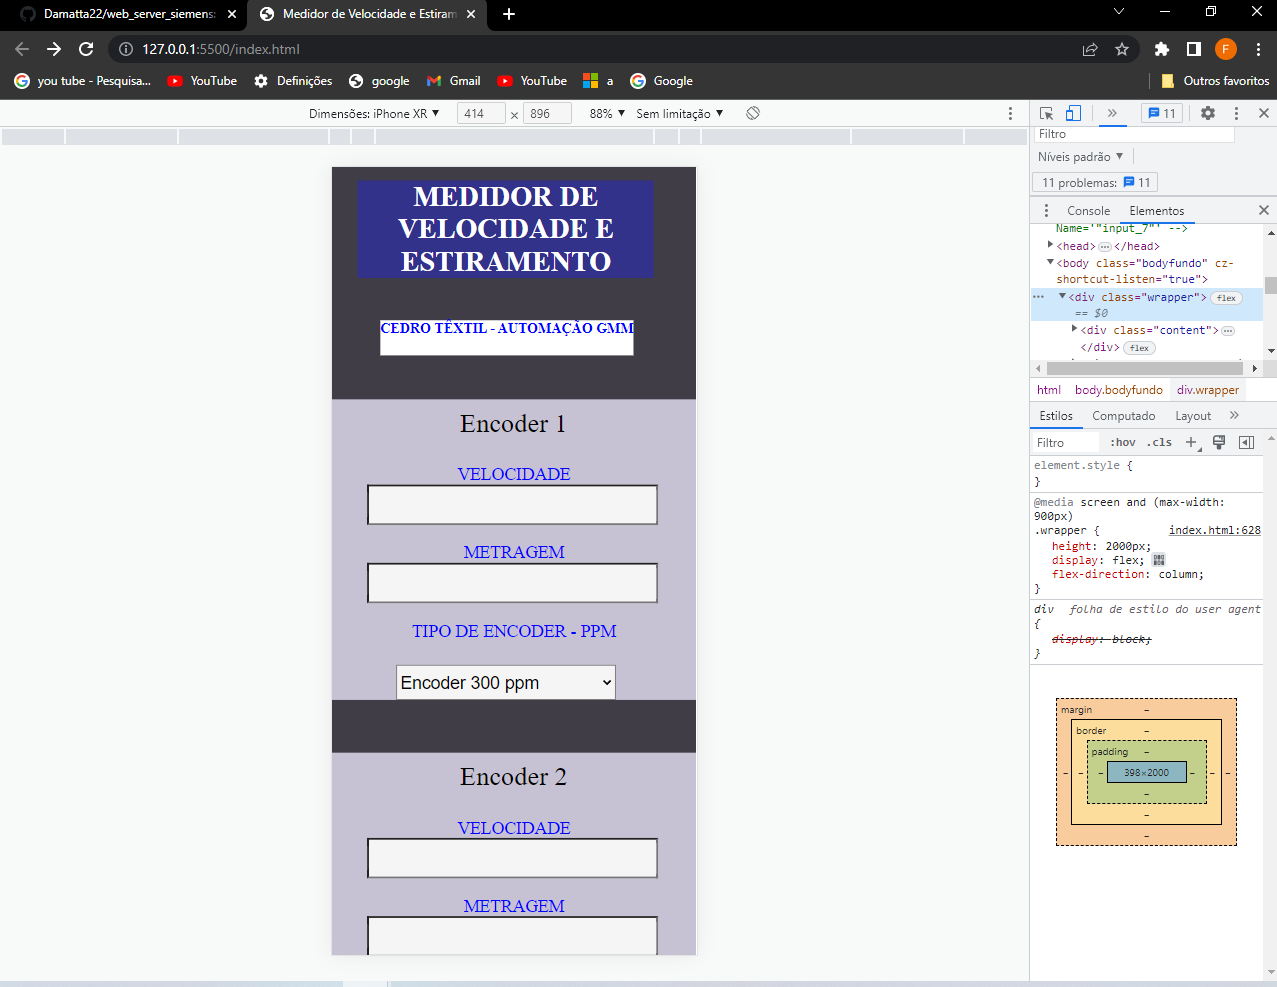 Damatta22/web_server_siemens:
Medidor de Velocidade e Estiram
127.0.0.1:5500/index.html
F
you tube - Pesquisa...
YouTube
Definições
google
Gmail
YouTube
a
Google
Outros favoritos
Dimensões: iPhone XR ▼
414
×
896
88% ▼
Sem limitação ▼
11
Filtro
Níveis padrão ▼
11 problemas:
11
Console
Elementos
Name='"input_7"' -->
<head>…</head>
<body class="bodyfundo" cz-
shortcut-listen="true">
<div class="wrapper"> flex
== $0
<div class="content">…
</div> flex
html
body.bodyfundo
div.wrapper
Estilos
Computado
Layout
Filtro
:hov
.cls
element.style {
}
@media screen and (max-width:
900px)
.wrapper {
index.html:628
height: 2000px;
display: flex;
flex-direction: column;
}
div
folha de estilo do user agent
{
display: block;
}
margin
–
border
–
padding
–
–
–
–
398×2000
–
–
–
–
–
–
MEDIDOR DE
VELOCIDADE E
ESTIRAMENTO
CEDRO TÊXTIL - AUTOMAÇÃO GMM
Encoder 1
VELOCIDADE
METRAGEM
TIPO DE ENCODER - PPM
Encoder 300 ppm
Encoder 2
VELOCIDADE
METRAGEM